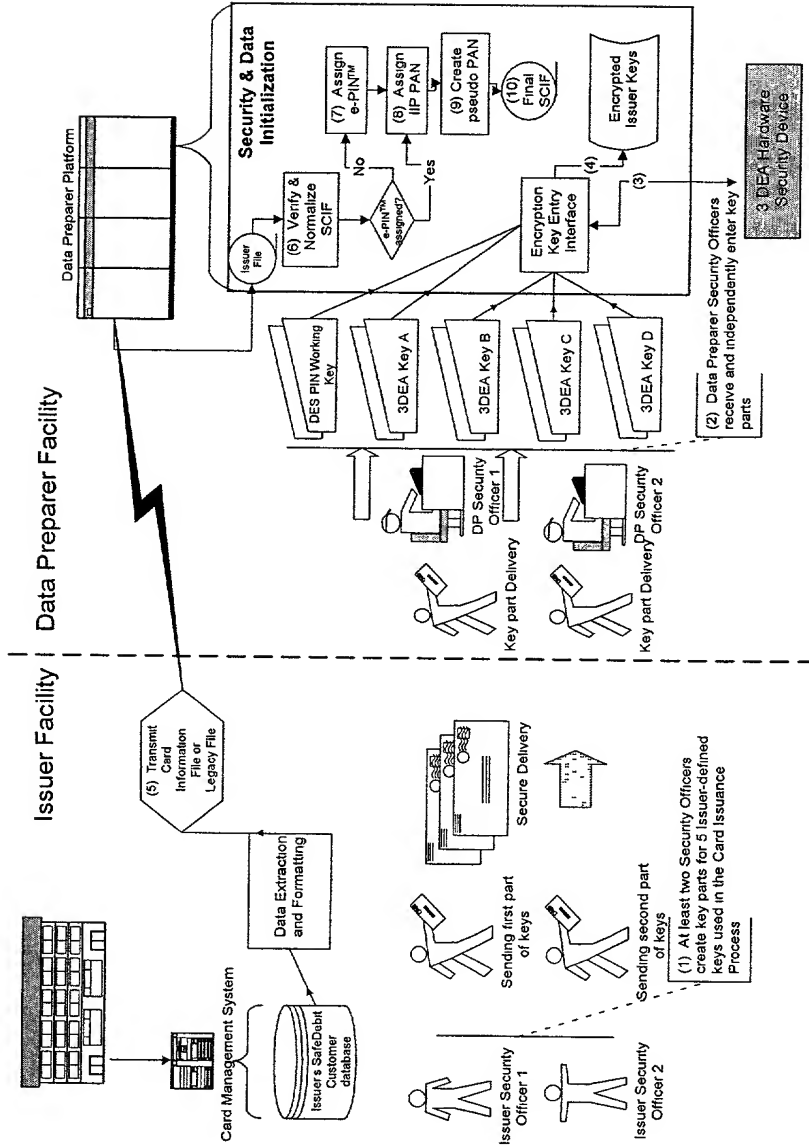 Issuer Facility
Data Preparer Facility
Card Management System
Issuer's SafeDebit
Customer
database
Data Extraction
and Formatting
(5) Transmit
Card
Information
File or
Legacy File
Issuer Security
Officer 1
Issuer Security
Officer 2
Sending first part
of keys
Sending second part
of keys
Secure Delivery
(1) At least two Security Officers
create key parts for 5 Issuer-defined
keys used in the Card Issuance
Process
Key part Delivery
Key part Delivery
DP Security
Officer 1
DP Security
Officer 2
(2) Data Preparer Security Officers
receive and independently enter key
parts
DES PIN Working
Key
3DEA Key A
3DEA Key B
3DEA Key C
3DEA Key D
Data Preparer Platform
Issuer
File
Security & Data
Initialization
(6) Verify &
Normalize
SCIF
e-PIN™
assigned?
No
Yes
(7) Assign
e-PIN™
(8) Assign
IIP PAN
(9) Create
pseudo PAN
(10)
Final
SCIF
Encryption
Key Entry
Interface
(4)
(3)
Encrypted
Issuer Keys
3 DEA Hardware
Security Device